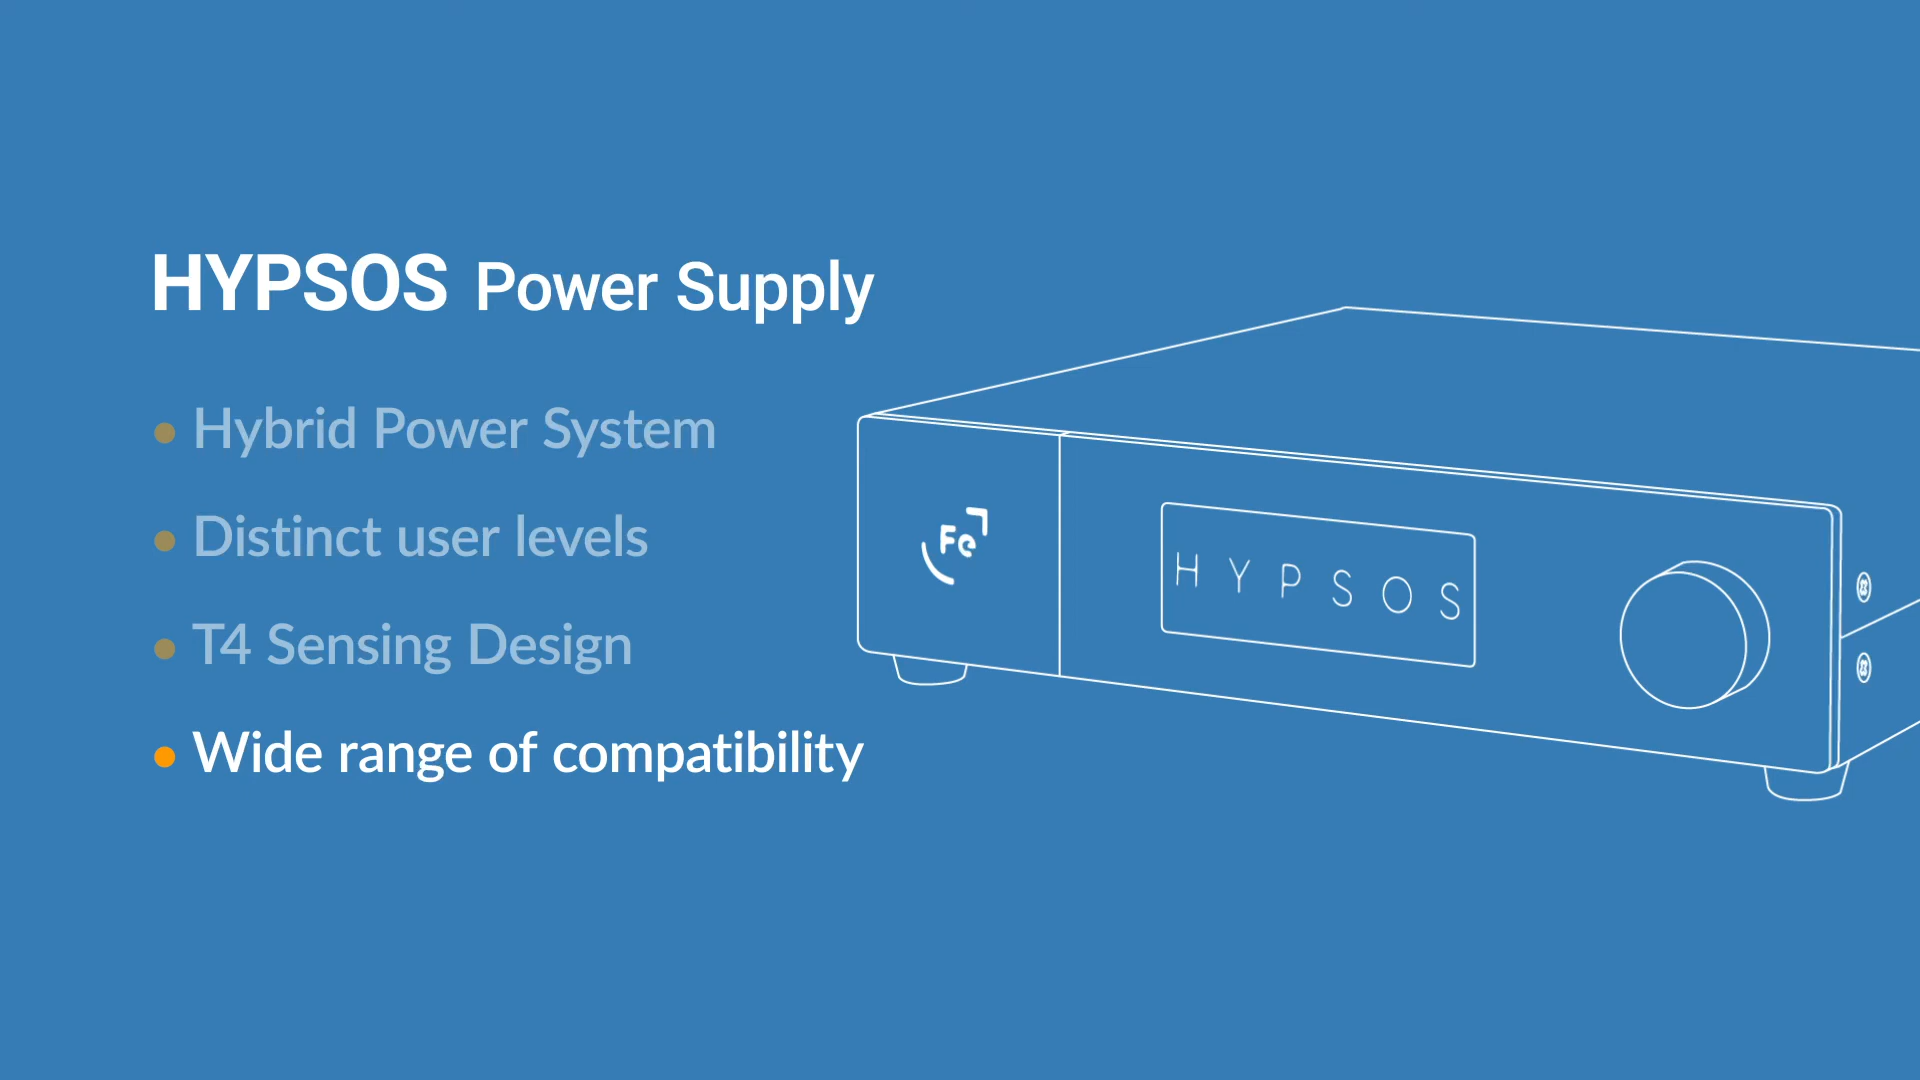 HYPSOS Power Supply
• Hybrid Power System
• Distinct user levels
• T4 Sensing Design
• Wide range of compatibility
Fe
HYPSOS